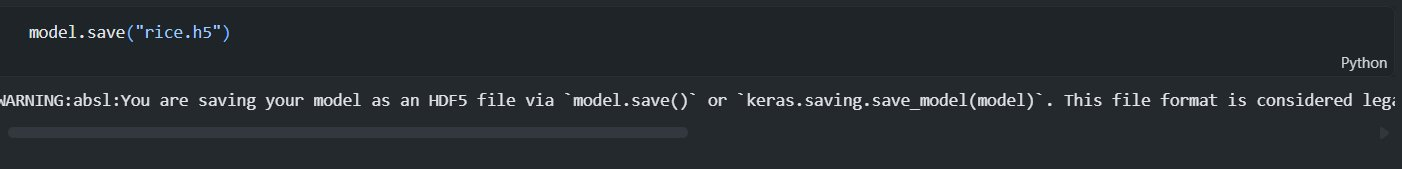 model.save("rice.h5")
Python
WARNING:absl:You are saving your model as an HDF5 file via `model.save()` or `keras.saving.save_model(model)`. This file format is considered lega